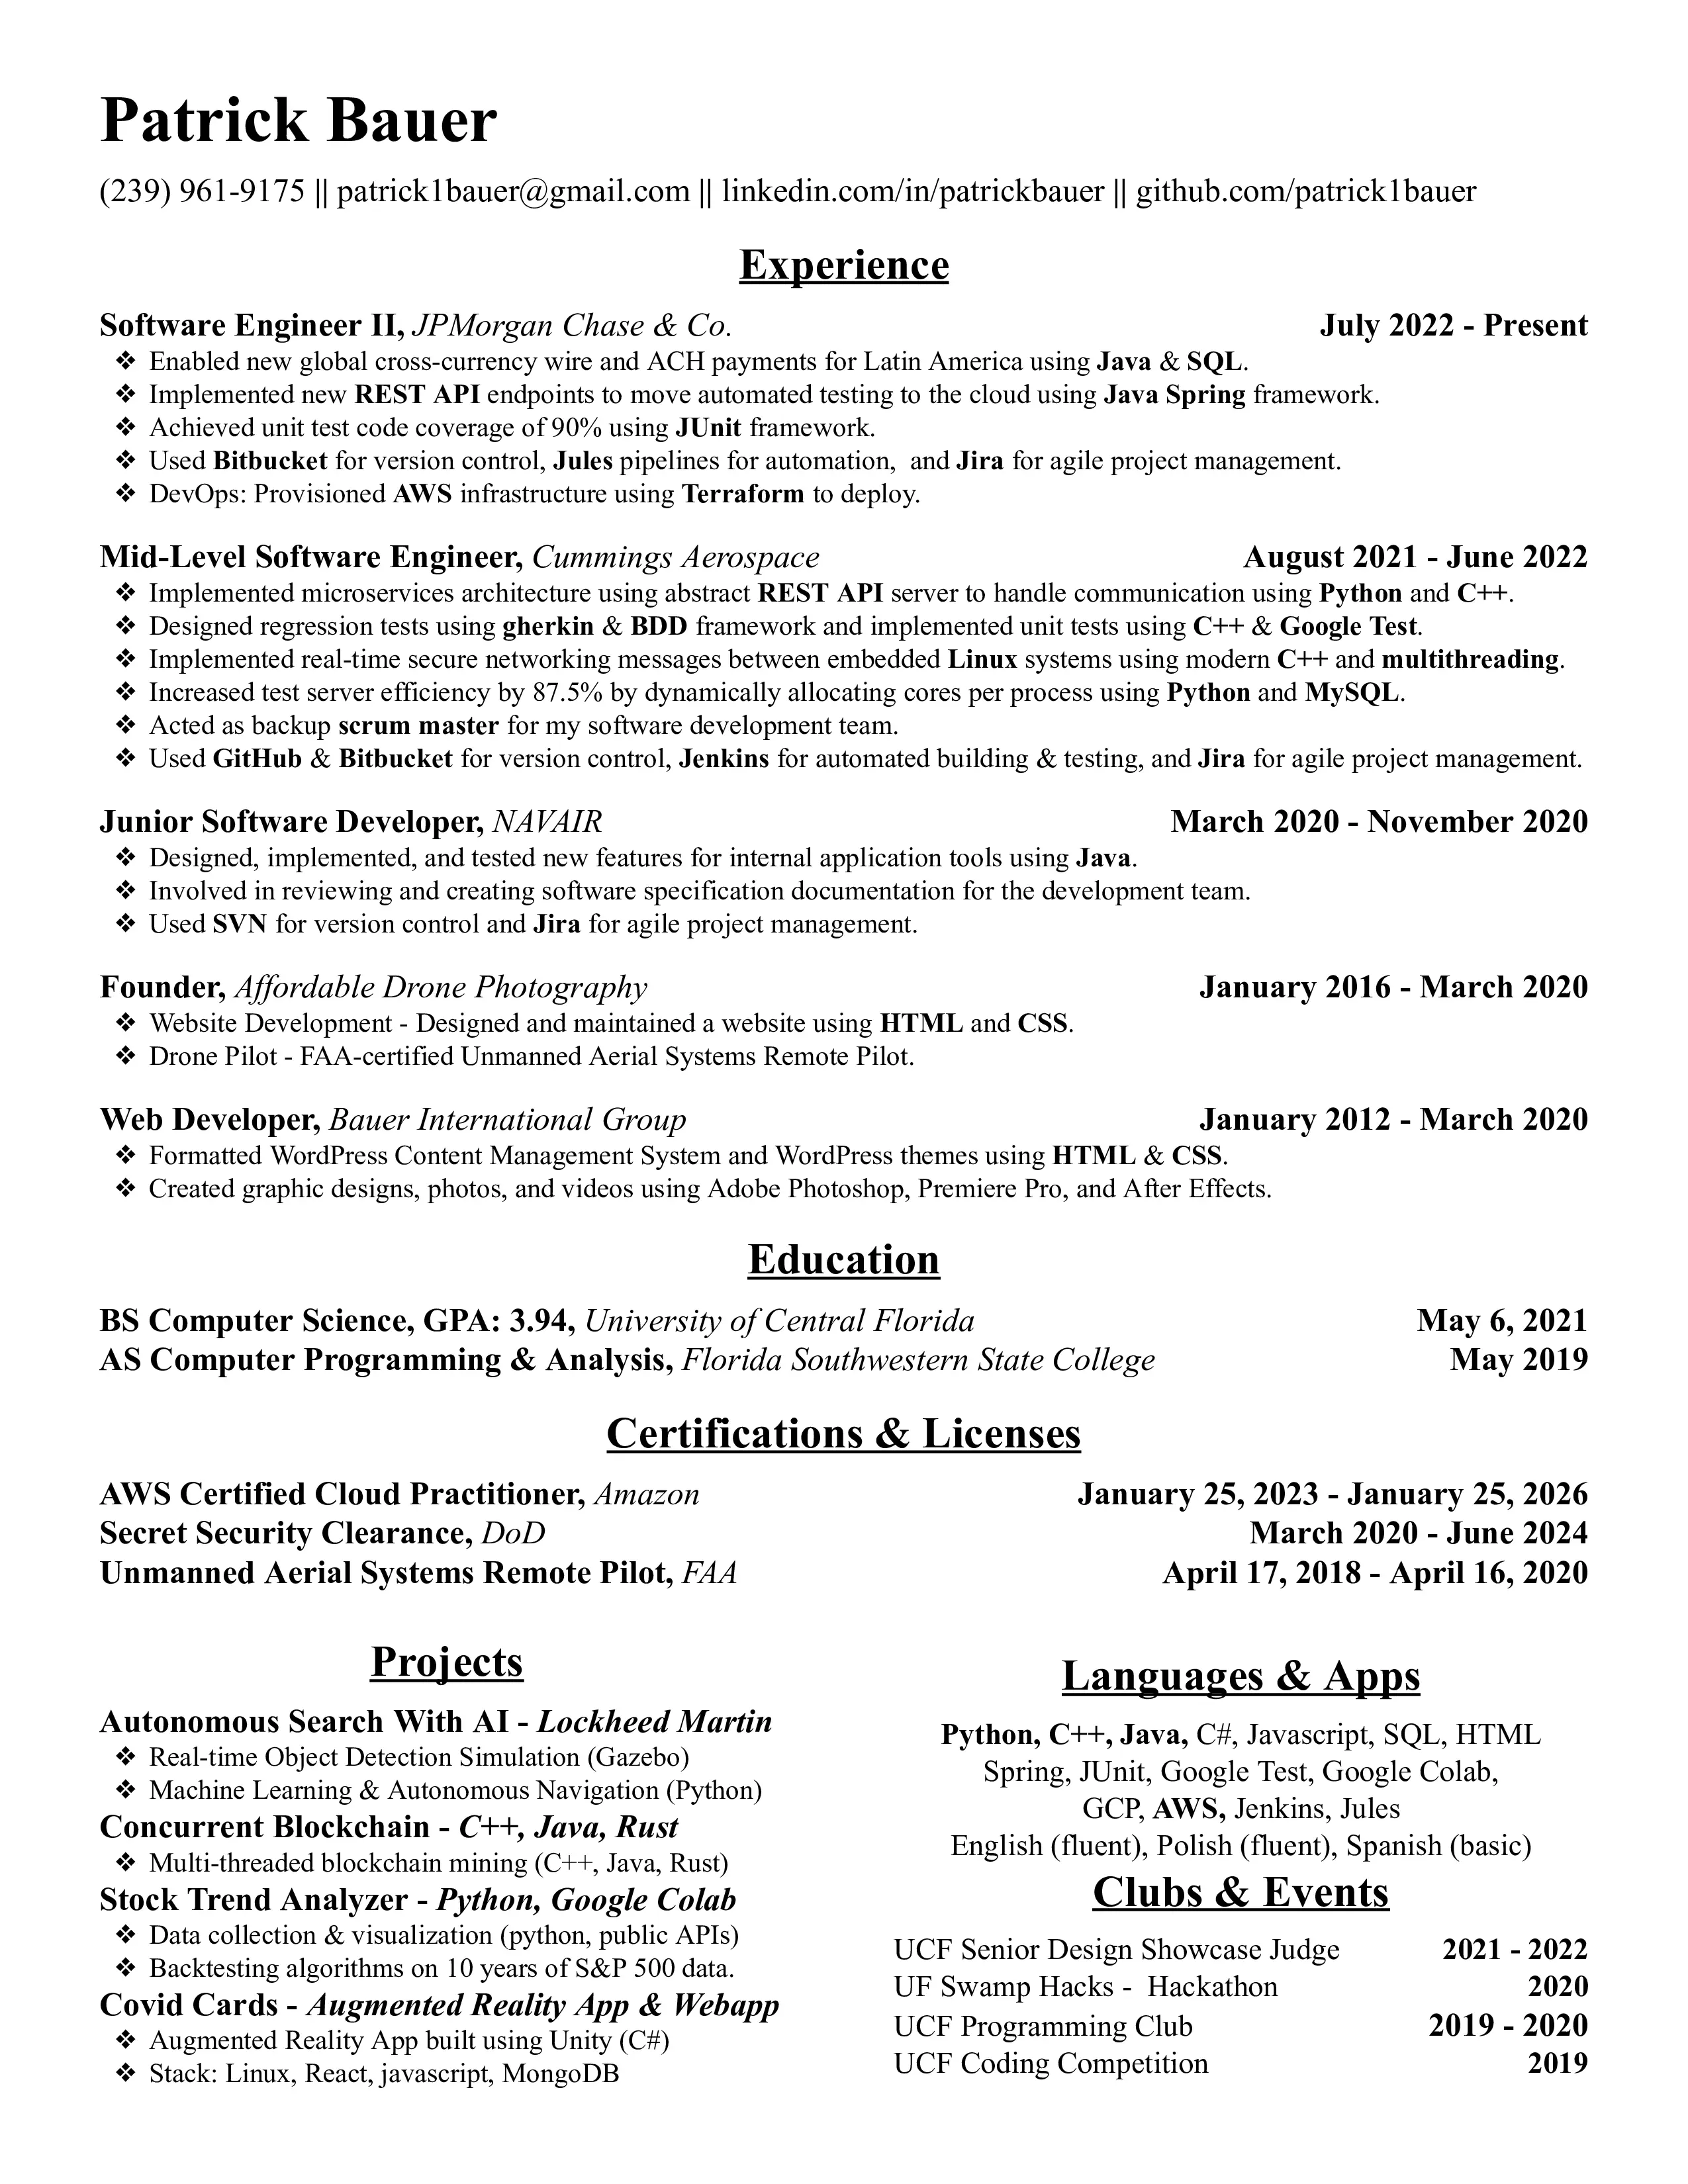 Patrick Bauer
(239) 961-9175 || patrick1bauer@gmail.com || linkedin.com/in/patrickbauer || github.com/patrick1bauer
Experience
Software Engineer II, JPMorgan Chase & Co. July 2022 - Present
❖ Enabled new global cross-currency wire and ACH payments for Latin America using Java & SQL.
❖ Implemented new REST API endpoints to move automated testing to the cloud using Java Spring framework.
❖ Achieved unit test code coverage of 90% using JUnit framework.
❖ Used Bitbucket for version control, Jules pipelines for automation,  and Jira for agile project management.
❖ DevOps: Provisioned AWS infrastructure using Terraform to deploy.
Mid-Level Software Engineer, Cummings Aerospace August 2021 - June 2022
❖ Implemented microservices architecture using abstract REST API server to handle communication using Python and C++.
❖ Designed regression tests using gherkin & BDD framework and implemented unit tests using C++ & Google Test.
❖ Implemented real-time secure networking messages between embedded Linux systems using modern C++ and multithreading.
❖ Increased test server efficiency by 87.5% by dynamically allocating cores per process using Python and MySQL.
❖ Acted as backup scrum master for my software development team.
❖ Used GitHub & Bitbucket for version control, Jenkins for automated building & testing, and Jira for agile project management.
Junior Software Developer, NAVAIR March 2020 - November 2020
❖ Designed, implemented, and tested new features for internal application tools using Java.
❖ Involved in reviewing and creating software specification documentation for the development team.
❖ Used SVN for version control and Jira for agile project management.
Founder, Affordable Drone Photography January 2016 - March 2020
❖ Website Development - Designed and maintained a website using HTML and CSS.
❖ Drone Pilot - FAA-certified Unmanned Aerial Systems Remote Pilot.
Web Developer, Bauer International Group January 2012 - March 2020
❖ Formatted WordPress Content Management System and WordPress themes using HTML & CSS.
❖ Created graphic designs, photos, and videos using Adobe Photoshop, Premiere Pro, and After Effects.
Education
BS Computer Science, GPA: 3.94, University of Central Florida May 6, 2021
AS Computer Programming & Analysis, Florida Southwestern State College May 2019
Certifications & Licenses
AWS Certified Cloud Practitioner, Amazon January 25, 2023 - January 25, 2026
Secret Security Clearance, DoD March 2020 - June 2024
Unmanned Aerial Systems Remote Pilot, FAA April 17, 2018 - April 16, 2020
Projects
Autonomous Search With AI - Lockheed Martin
❖ Real-time Object Detection Simulation (Gazebo)
❖ Machine Learning & Autonomous Navigation (Python)
Concurrent Blockchain - C++, Java, Rust
❖ Multi-threaded blockchain mining (C++, Java, Rust)
Stock Trend Analyzer - Python, Google Colab
❖ Data collection & visualization (python, public APIs)
❖ Backtesting algorithms on 10 years of S&P 500 data.
Covid Cards - Augmented Reality App & Webapp
❖ Augmented Reality App built using Unity (C#)
❖ Stack: Linux, React, javascript, MongoDB
Languages & Apps
Python, C++, Java, C#, Javascript, SQL, HTML
Spring, JUnit, Google Test, Google Colab,
GCP, AWS, Jenkins, Jules
English (fluent), Polish (fluent), Spanish (basic)
Clubs & Events
UCF Senior Design Showcase Judge 2021 - 2022
UF Swamp Hacks -  Hackathon 2020
UCF Programming Club 2019 - 2020
UCF Coding Competition 2019